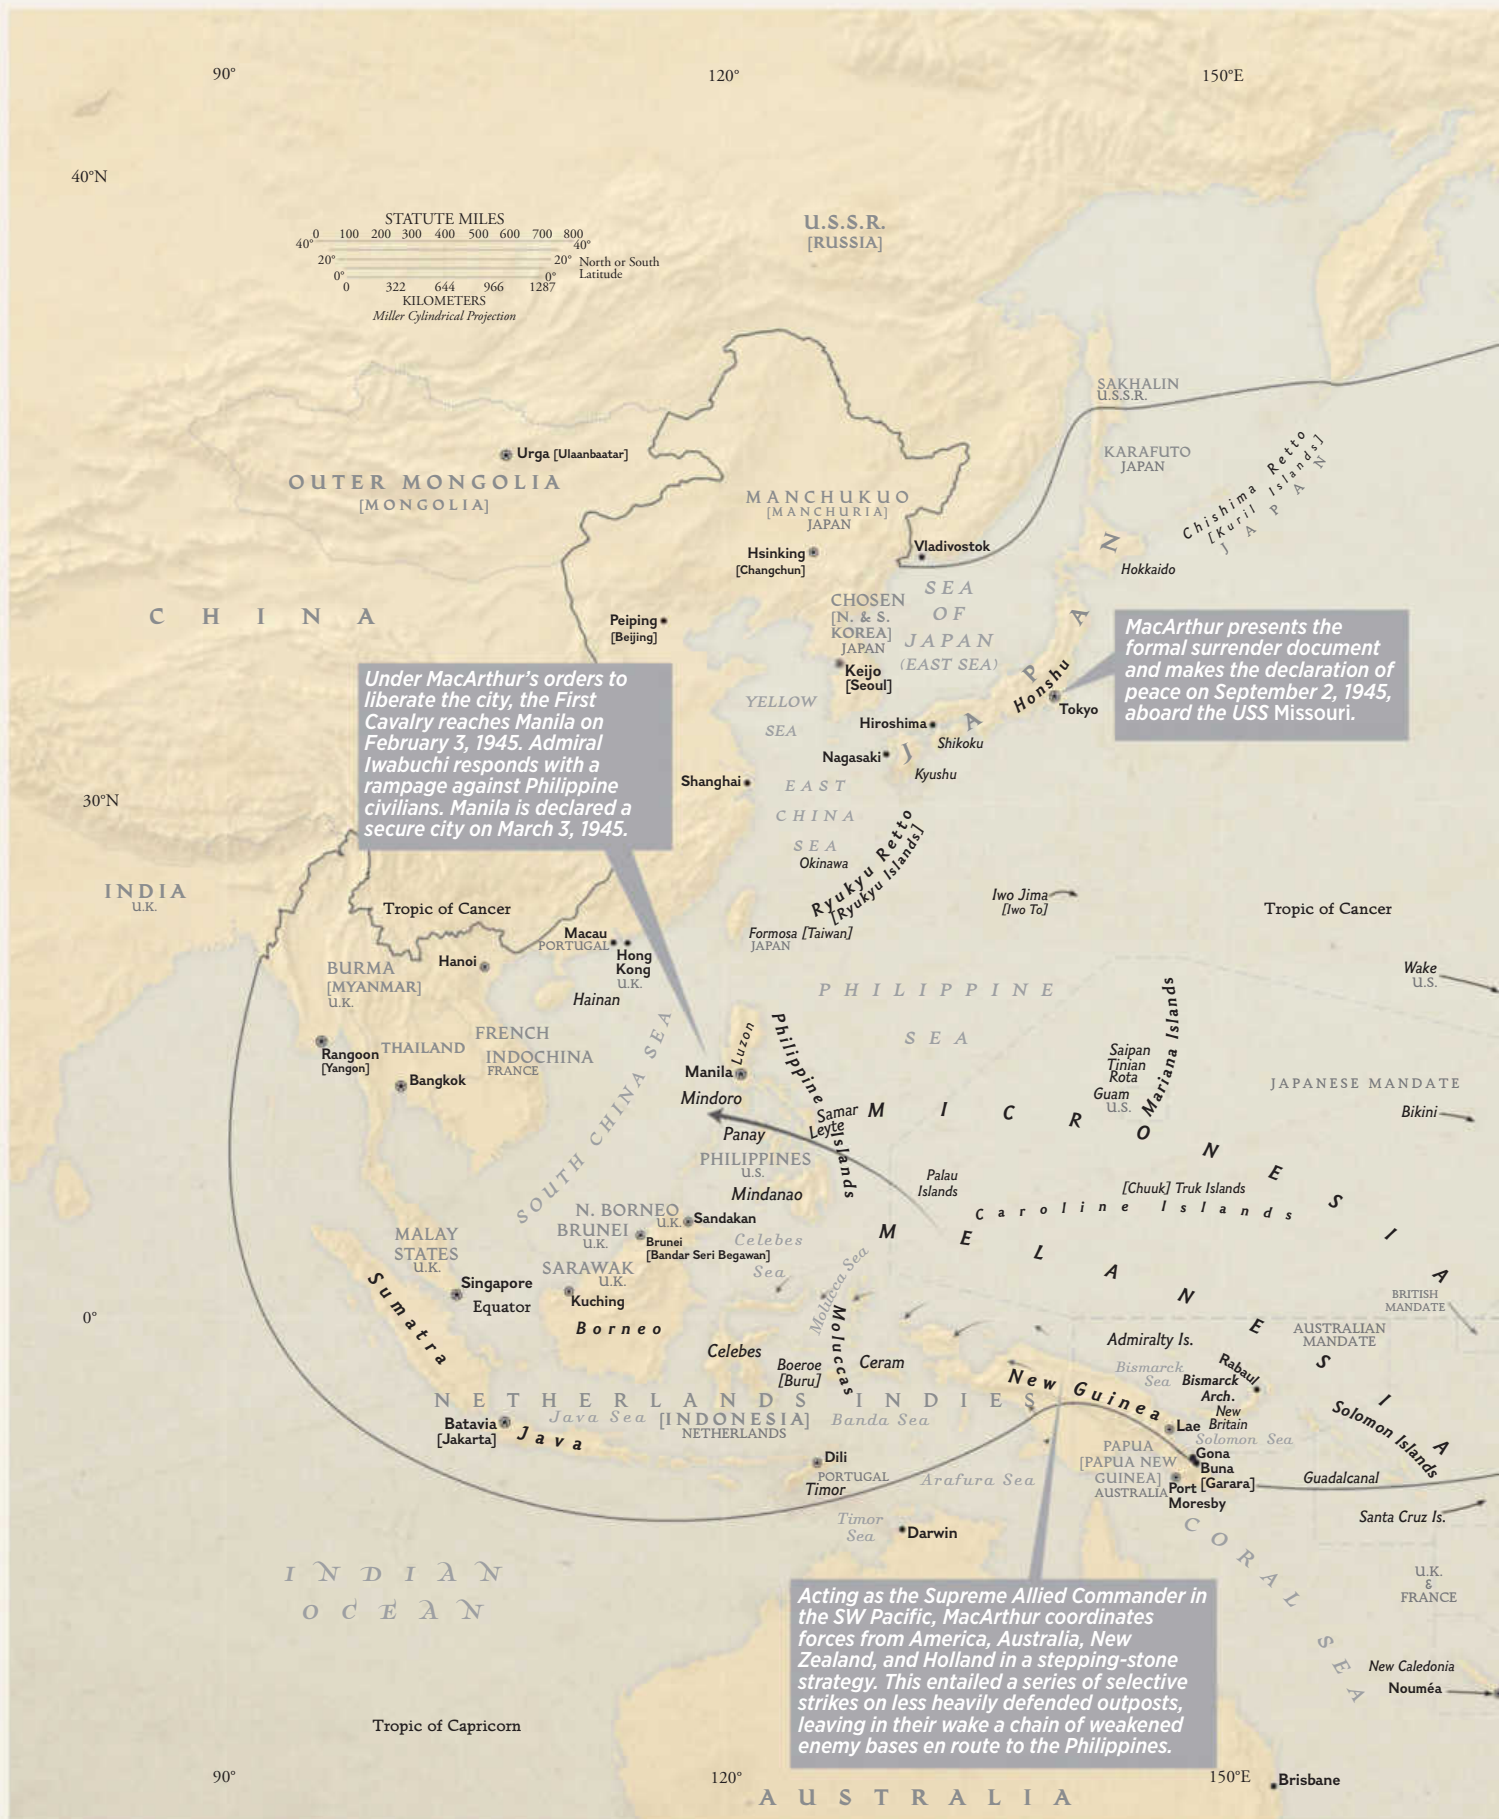 90°
120°
150°E
40°N
STATUTE MILES
0 100 200 300 400 500 600 700 800
40° 40°
20° 20° North or South
Latitude
0° 0°
0 322 644 966 1287
KILOMETERS
Miller Cylindrical Projection
U.S.S.R.
[RUSSIA]
SAKHALIN
U.S.S.R.
KARAFUTO
JAPAN
Chishima Retto
[Kuril Islands]
JAPAN
Urga [Ulaanbaatar]
OUTER MONGOLIA
[MONGOLIA]
MANCHUKUO
[MANCHURIA]
JAPAN
Hsinking
[Changchun]
Vladivostok
Hokkaido
CHINA
Peiping
[Beijing]
CHOSEN
[N. & S.
KOREA]
JAPAN
Keijo
[Seoul]
SEA
OF
JAPAN
(EAST SEA)
JAPAN
Honshu
Tokyo
MacArthur presents the
formal surrender document
and makes the declaration of
peace on September 2, 1945,
aboard the USS Missouri.
Under MacArthur's orders to
liberate the city, the First
Cavalry reaches Manila on
February 3, 1945. Admiral
Iwabuchi responds with a
rampage against Philippine
civilians. Manila is declared a
secure city on March 3, 1945.
YELLOW
SEA
Hiroshima
Shikoku
Nagasaki
Kyushu
Shanghai
EAST
CHINA
SEA
Okinawa
Ryukyu Retto
[Ryukyu Islands]
30°N
INDIA
U.K.
Tropic of Cancer
Iwo Jima
[Iwo To]
Tropic of Cancer
Macau
PORTUGAL
Hong
Kong
U.K.
Formosa [Taiwan]
JAPAN
Hanoi
BURMA
[MYANMAR]
U.K.
Hainan
PHILIPPINE
SEA
Wake
U.S.
Mariana Islands
FRENCH
INDOCHINA
FRANCE
THAILAND
Rangoon
[Yangon]
Bangkok
SOUTH CHINA SEA
Luzon
Manila
Mindoro
Philippine Islands
Samar
Leyte
Panay
PHILIPPINES
U.S.
Mindanao
Saipan
Tinian
Rota
Guam
U.S.
JAPANESE MANDATE
Bikini
MICRONESIA
Palau
Islands
[Chuuk] Truk Islands
Caroline Islands
MELANESIA
N. BORNEO
U.K.
Sandakan
BRUNEI
U.K.
Brunei
[Bandar Seri Begawan]
Celebes
Sea
Molucca Sea
MALAY
STATES
U.K.
SARAWAK
U.K.
Kuching
Singapore
Equator
Sumatra
Borneo
0°
BRITISH
MANDATE
AUSTRALIAN
MANDATE
Celebes
Moluccas
Boeroe
[Buru]
Ceram
Admiralty Is.
Bismarck
Sea
Rabaul
Bismarck
Arch.
New
Britain
New Guinea
Solomon Islands
NETHERLANDS INDIES
[INDONESIA]
NETHERLANDS
Java Sea
Banda Sea
Batavia
[Jakarta]
Java
Lae
Solomon Sea
Gona
Buna
[Garara]
PAPUA
[PAPUA NEW
GUINEA]
AUSTRALIA
Port
Moresby
Guadalcanal
Dili
PORTUGAL
Timor
Arafura Sea
Santa Cruz Is.
Timor
Sea
Darwin
CORAL SEA
INDIAN
OCEAN
U.K.
&
FRANCE
Acting as the Supreme Allied Commander in
the SW Pacific, MacArthur coordinates
forces from America, Australia, New
Zealand, and Holland in a stepping-stone
strategy. This entailed a series of selective
strikes on less heavily defended outposts,
leaving in their wake a chain of weakened
enemy bases en route to the Philippines.
New Caledonia
Nouméa
Tropic of Capricorn
90°
120°
150°E
Brisbane
AUSTRALIA